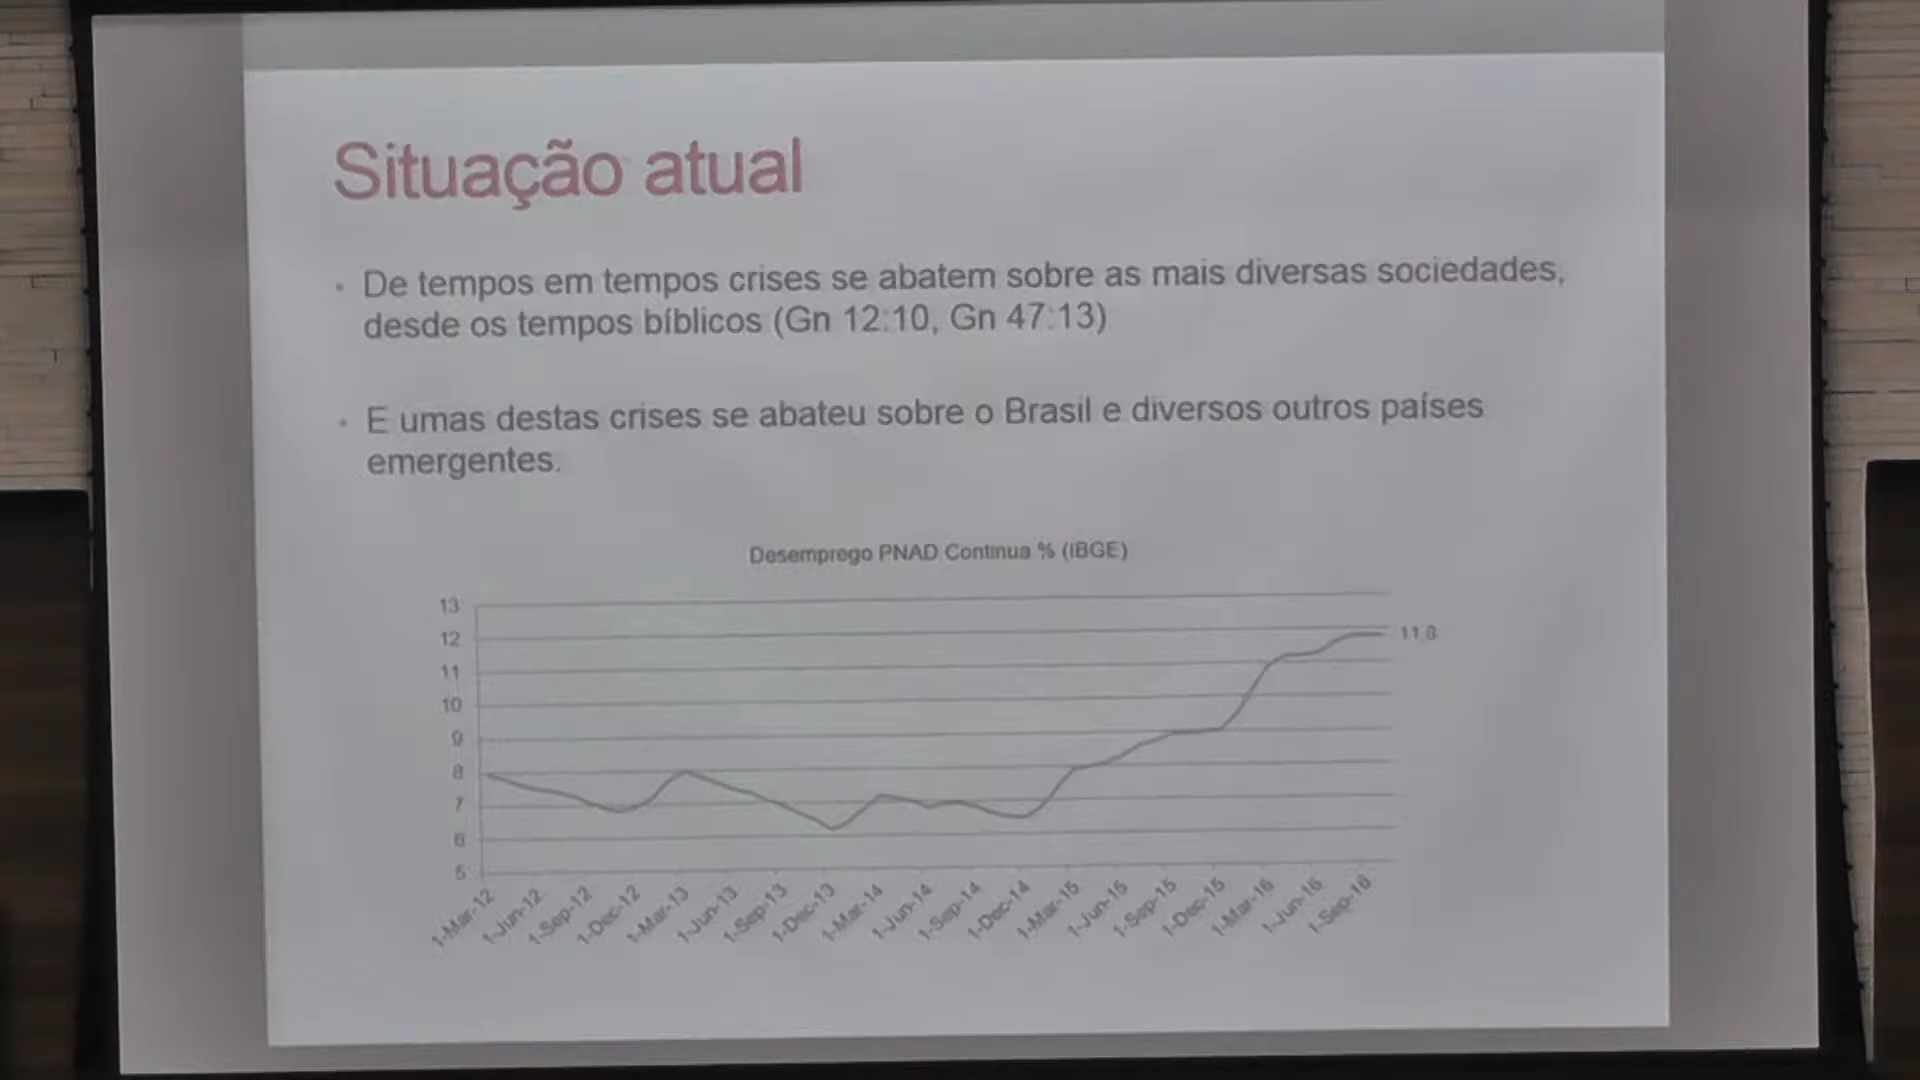 Situação atual
• De tempos em tempos crises se abatem sobre as mais diversas sociedades,
desde os tempos bíblicos (Gn 12:10, Gn 47:13)
• E umas destas crises se abateu sobre o Brasil e diversos outros países
emergentes.
Desemprego PNAD Continua % (IBGE)
13
12
11
10
9
8
7
6
5
11.8
1-Mar-12
1-Jun-12
1-Sep-12
1-Dec-12
1-Mar-13
1-Jun-13
1-Sep-13
1-Dec-13
1-Mar-14
1-Jun-14
1-Sep-14
1-Dec-14
1-Mar-15
1-Jun-15
1-Sep-15
1-Dec-15
1-Mar-16
1-Jun-16
1-Sep-16